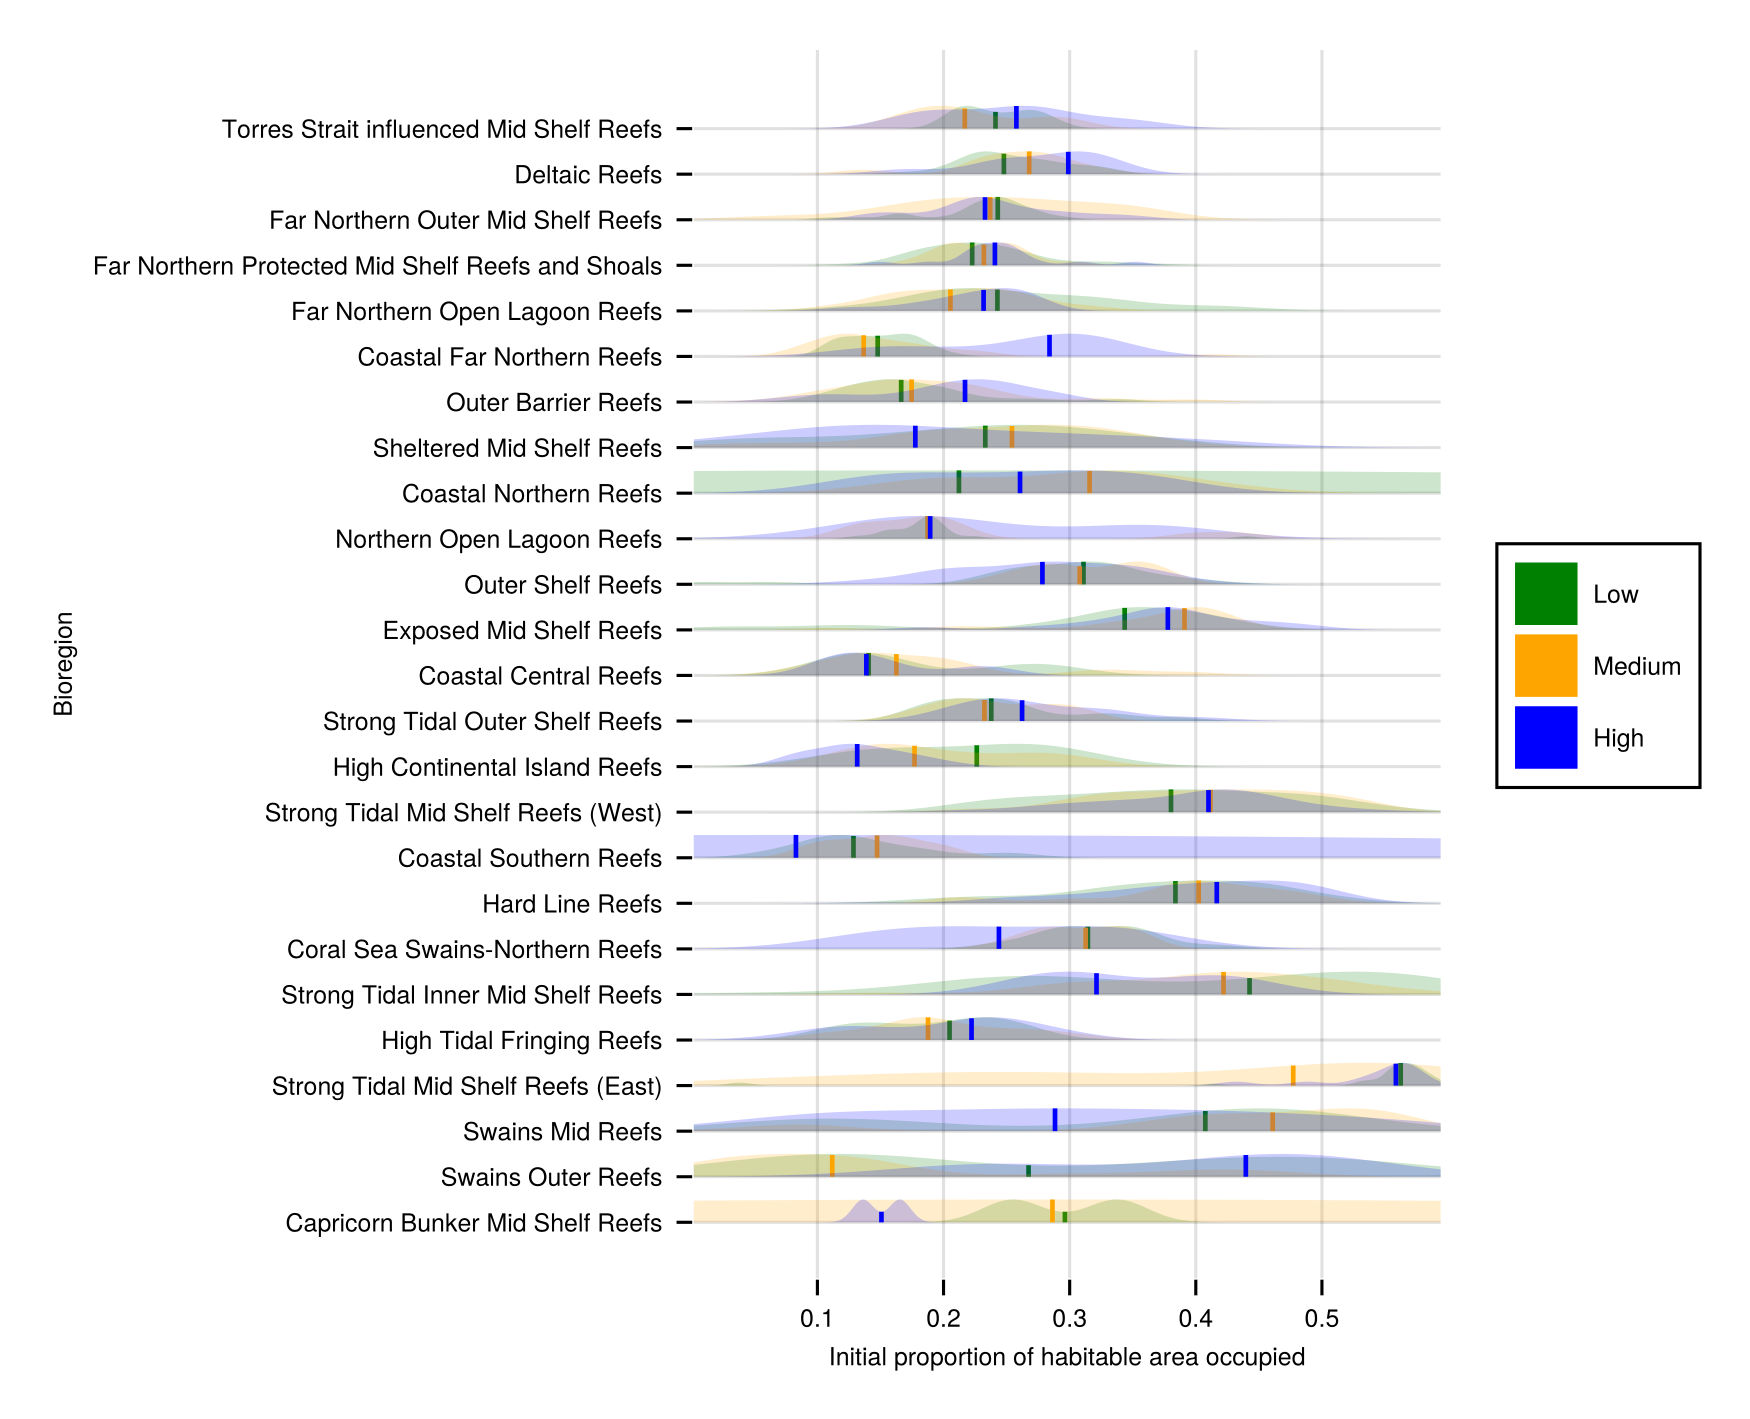 Torres Strait influenced Mid Shelf Reefs
Deltaic Reefs
Far Northern Outer Mid Shelf Reefs
Far Northern Protected Mid Shelf Reefs and Shoals
Far Northern Open Lagoon Reefs
Coastal Far Northern Reefs
Outer Barrier Reefs
Sheltered Mid Shelf Reefs
Coastal Northern Reefs
Northern Open Lagoon Reefs
Outer Shelf Reefs
Exposed Mid Shelf Reefs
Coastal Central Reefs
Strong Tidal Outer Shelf Reefs
High Continental Island Reefs
Strong Tidal Mid Shelf Reefs (West)
Coastal Southern Reefs
Hard Line Reefs
Coral Sea Swains-Northern Reefs
Strong Tidal Inner Mid Shelf Reefs
High Tidal Fringing Reefs
Strong Tidal Mid Shelf Reefs (East)
Swains Mid Reefs
Swains Outer Reefs
Capricorn Bunker Mid Shelf Reefs
Bioregion
0.1 0.2 0.3 0.4 0.5
Initial proportion of habitable area occupied
Low
Medium
High